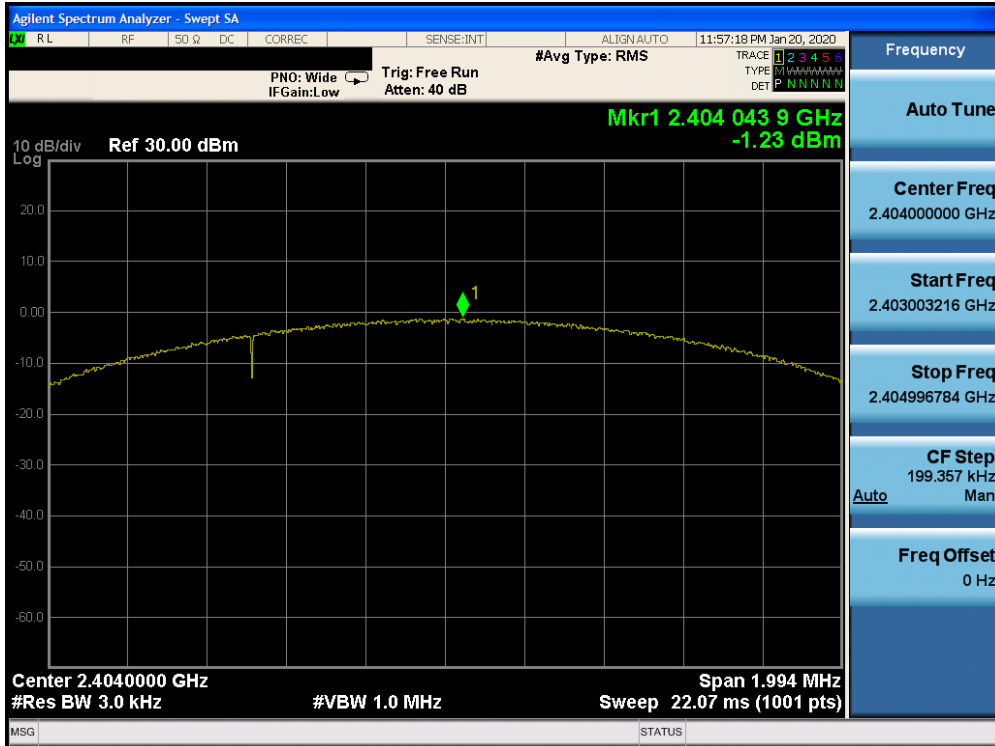 Agilent Spectrum Analyzer - Swept SA
LXI RL RF 50 Ω DC CORREC SENSE:INT ALIGN AUTO 11:57:18 PM Jan 20, 2020
#Avg Type: RMS
TRACE 1 2 3 4 5 6
TYPE M WWWWW
DET P N N N N N
PNO: Wide Trig: Free Run
IFGain:Low Atten: 40 dB
Mkr1 2.404 043 9 GHz
-1.23 dBm
10 dB/div Ref 30.00 dBm
Log
20.0
10.0
0.00
-10.0
-20.0
-30.0
-40.0
-50.0
-60.0
1
Center 2.4040000 GHz Span 1.994 MHz
#Res BW 3.0 kHz #VBW 1.0 MHz Sweep 22.07 ms (1001 pts)
MSG STATUS
Frequency
Auto Tune
Center Freq
2.404000000 GHz
Start Freq
2.403003216 GHz
Stop Freq
2.404996784 GHz
CF Step
199.357 kHz
Auto Man
Freq Offset
0 Hz